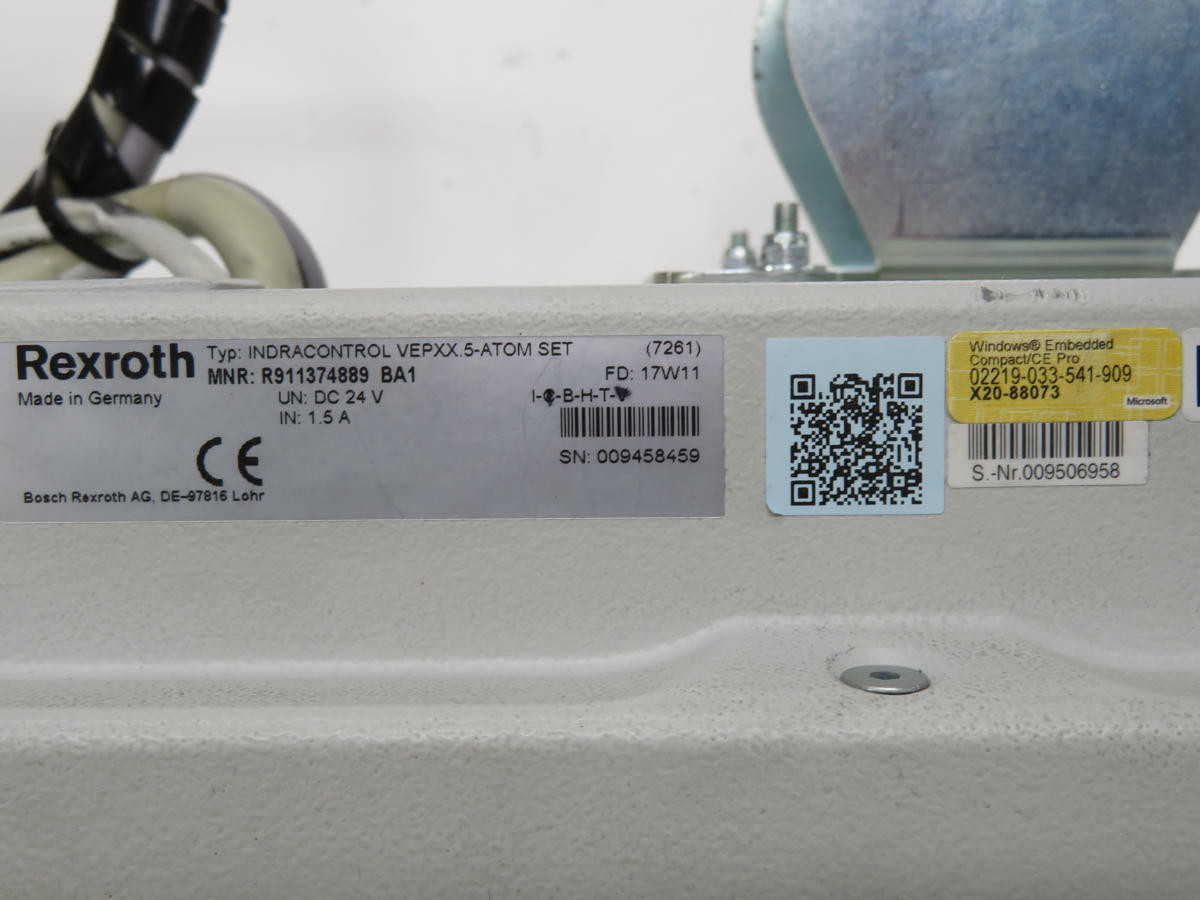 Rexroth
Typ: INDRACONTROL VEPXX.5-ATOM SET (7261)
MNR: R911374889 BA1
FD: 17W11
Made in Germany
UN: DC 24 V
IN: 1.5 A
I-C-B-H-T-V
SN: 009458459
CE
Bosch Rexroth AG, DE–97816 Lohr
Windows® Embedded
Compact/CE Pro
02219-033-541-909
X20-88073
Microsoft
S.-Nr.009506958